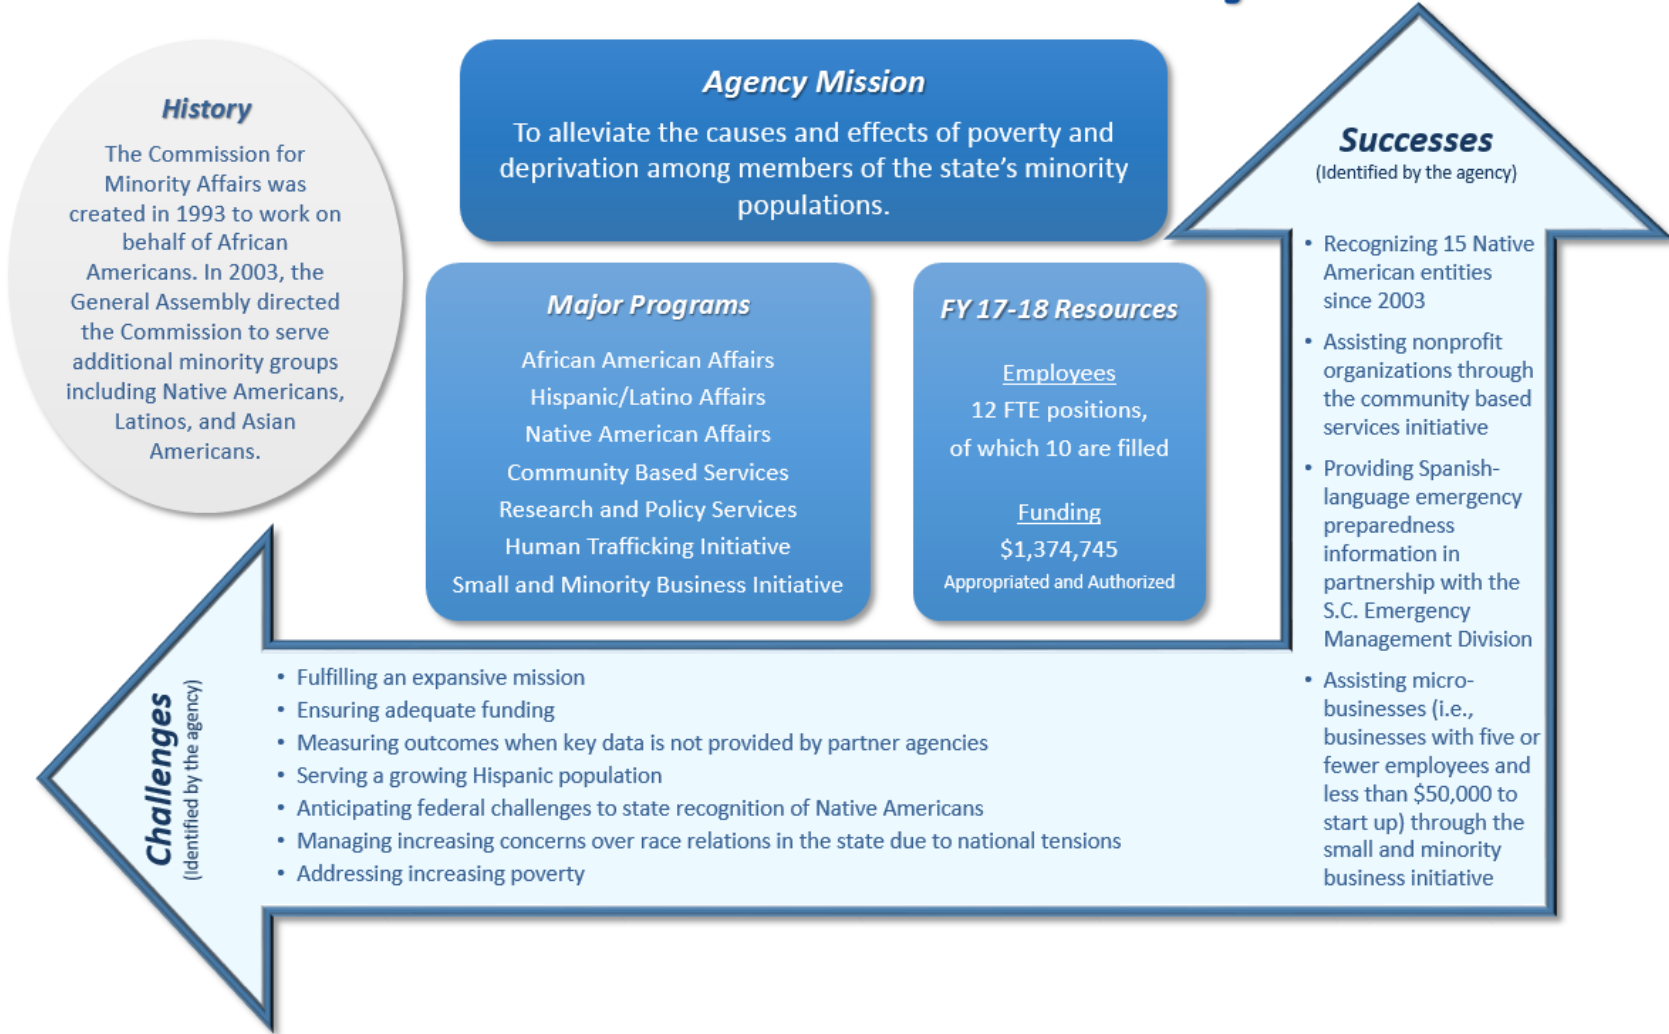 History
The Commission for
Minority Affairs was
created in 1993 to work on
behalf of African
Americans. In 2003, the
General Assembly directed
the Commission to serve
additional minority groups
including Native Americans,
Latinos, and Asian
Americans.
Agency Mission
To alleviate the causes and effects of poverty and
deprivation among members of the state’s minority
populations.
Major Programs
African American Affairs
Hispanic/Latino Affairs
Native American Affairs
Community Based Services
Research and Policy Services
Human Trafficking Initiative
Small and Minority Business Initiative
FY 17-18 Resources
Employees
12 FTE positions,
of which 10 are filled
Funding
$1,374,745
Appropriated and Authorized
Successes
(Identified by the agency)
• Recognizing 15 Native
American entities
since 2003
• Assisting nonprofit
organizations through
the community based
services initiative
• Providing Spanish-
language emergency
preparedness
information in
partnership with the
S.C. Emergency
Management Division
• Assisting micro-
businesses (i.e.,
businesses with five or
fewer employees and
less than $50,000 to
start up) through the
small and minority
business initiative
Challenges
(Identified by the agency)
• Fulfilling an expansive mission
• Ensuring adequate funding
• Measuring outcomes when key data is not provided by partner agencies
• Serving a growing Hispanic population
• Anticipating federal challenges to state recognition of Native Americans
• Managing increasing concerns over race relations in the state due to national tensions
• Addressing increasing poverty